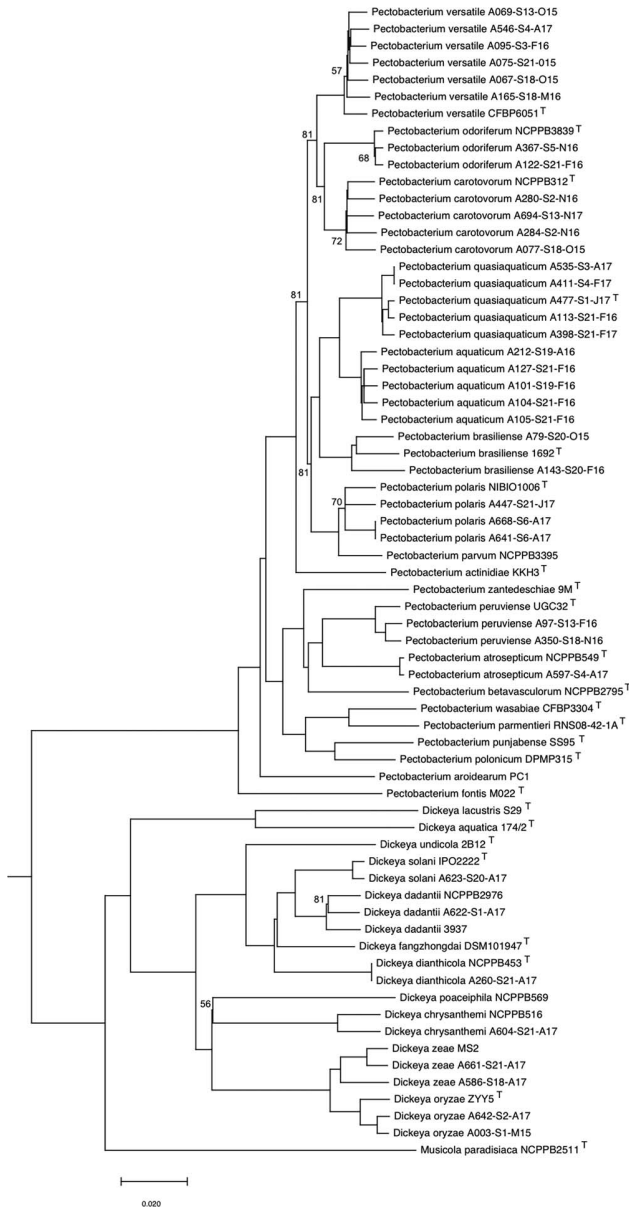 Pectobacterium versatile A069-S13-O15
Pectobacterium versatile A546-S4-A17
Pectobacterium versatile A095-S3-F16
Pectobacterium versatile A075-S21-015
57
Pectobacterium versatile A067-S18-O15
Pectobacterium versatile A165-S18-M16
Pectobacterium versatile CFBP6051 T
81
Pectobacterium odoriferum NCPPB3839 T
Pectobacterium odoriferum A367-S5-N16
68
Pectobacterium odoriferum A122-S21-F16
Pectobacterium carotovorum NCPPB312 T
81
Pectobacterium carotovorum A280-S2-N16
Pectobacterium carotovorum A694-S13-N17
Pectobacterium carotovorum A284-S2-N16
72
Pectobacterium carotovorum A077-S18-O15
Pectobacterium quasiaquaticum A535-S3-A17
Pectobacterium quasiaquaticum A411-S4-F17
81
Pectobacterium quasiaquaticum A477-S1-J17 T
Pectobacterium quasiaquaticum A113-S21-F16
Pectobacterium quasiaquaticum A398-S21-F17
Pectobacterium aquaticum A212-S19-A16
Pectobacterium aquaticum A127-S21-F16
Pectobacterium aquaticum A101-S19-F16
Pectobacterium aquaticum A104-S21-F16
Pectobacterium aquaticum A105-S21-F16
Pectobacterium brasiliense A79-S20-O15
Pectobacterium brasiliense 1692 T
81
Pectobacterium brasiliense A143-S20-F16
Pectobacterium polaris NIBIO1006 T
70
Pectobacterium polaris A447-S21-J17
Pectobacterium polaris A668-S6-A17
Pectobacterium polaris A641-S6-A17
Pectobacterium parvum NCPPB3395
Pectobacterium actinidiae KKH3 T
Pectobacterium zantedeschiae 9M T
Pectobacterium peruviense UGC32 T
Pectobacterium peruviense A97-S13-F16
Pectobacterium peruviense A350-S18-N16
Pectobacterium atrosepticum NCPPB549 T
Pectobacterium atrosepticum A597-S4-A17
Pectobacterium betavasculorum NCPPB2795 T
Pectobacterium wasabiae CFBP3304 T
Pectobacterium parmentieri RNS08-42-1A T
Pectobacterium punjabense SS95 T
Pectobacterium polonicum DPMP315 T
Pectobacterium aroidearum PC1
Pectobacterium fontis M022 T
Dickeya lacustris S29 T
Dickeya aquatica 174/2 T
Dickeya undicola 2B12 T
Dickeya solani IPO2222 T
Dickeya solani A623-S20-A17
81
Dickeya dadantii NCPPB2976
Dickeya dadantii A622-S1-A17
Dickeya dadantii 3937
Dickeya fangzhongdai DSM101947 T
Dickeya dianthicola NCPPB453 T
Dickeya dianthicola A260-S21-A17
56
Dickeya poaceiphila NCPPB569
Dickeya chrysanthemi NCPPB516
Dickeya chrysanthemi A604-S21-A17
Dickeya zeae MS2
Dickeya zeae A661-S21-A17
Dickeya zeae A586-S18-A17
Dickeya oryzae ZYY5 T
Dickeya oryzae A642-S2-A17
Dickeya oryzae A003-S1-M15
Musicola paradisiaca NCPPB2511 T
0.020